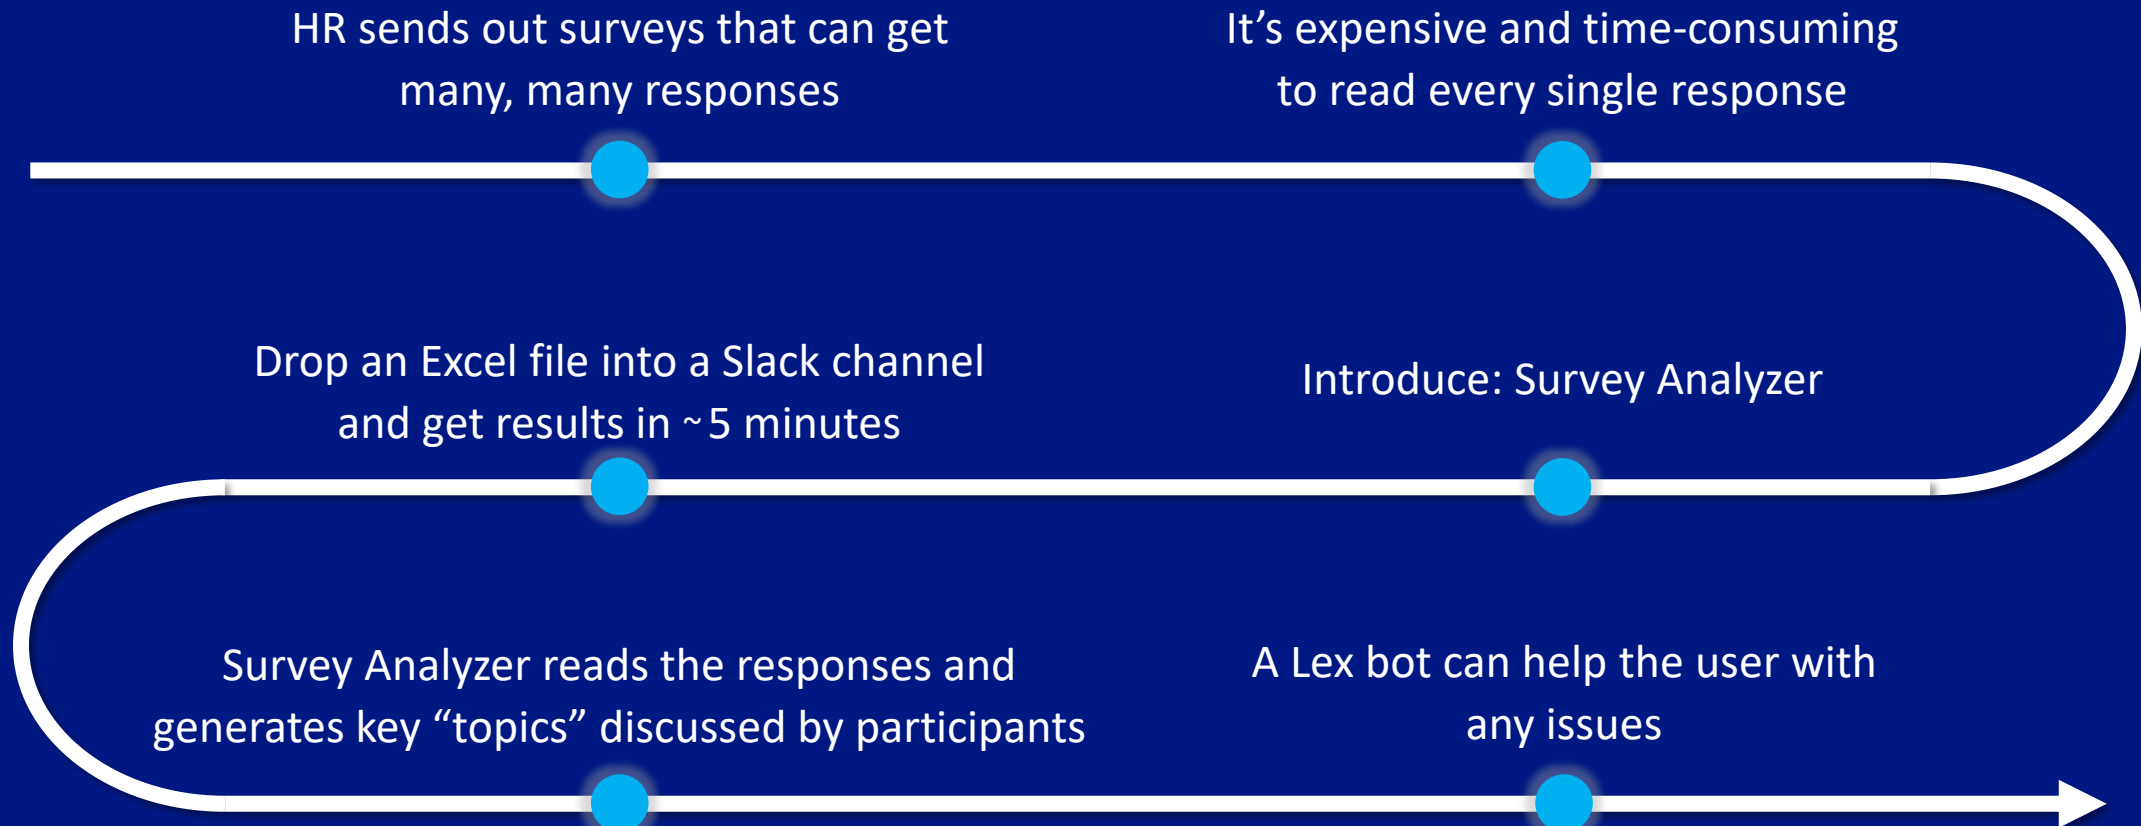 HR sends out surveys that can get
many, many responses
It’s expensive and time-consuming
to read every single response
Introduce: Survey Analyzer
Drop an Excel file into a Slack channel
and get results in ~5 minutes
Survey Analyzer reads the responses and
generates key “topics” discussed by participants
A Lex bot can help the user with
any issues